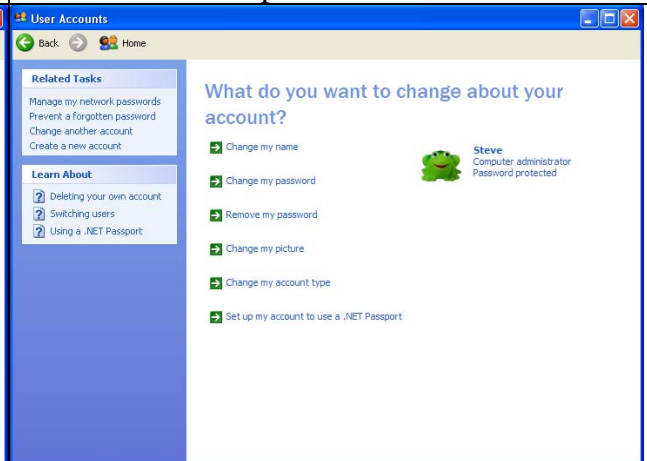 User Accounts
Back
Home
Related Tasks
Manage my network passwords
Prevent a forgotten password
Change another account
Create a new account
Learn About
Deleting your own account
Switching users
Using a .NET Passport
What do you want to change about your
account?
Change my name
Change my password
Remove my password
Change my picture
Change my account type
Set up my account to use a .NET Passport
Steve
Computer administrator
Password protected